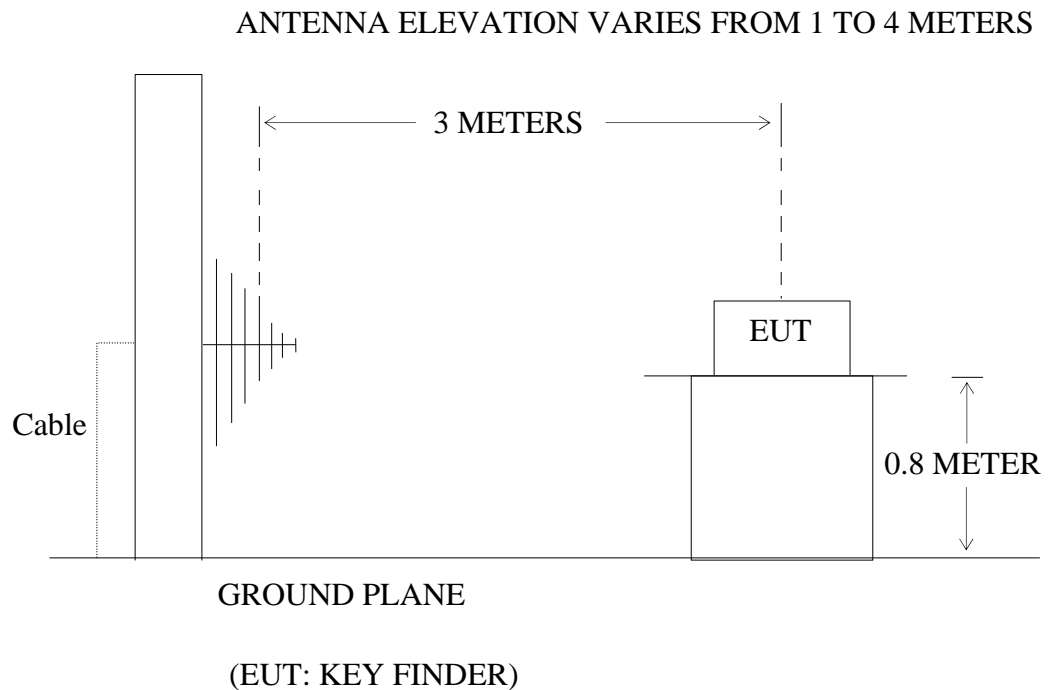 ANTENNA ELEVATION VARIES FROM 1 TO 4 METERS
3 METERS
EUT
Cable
0.8 METER
GROUND PLANE
(EUT: KEY FINDER)